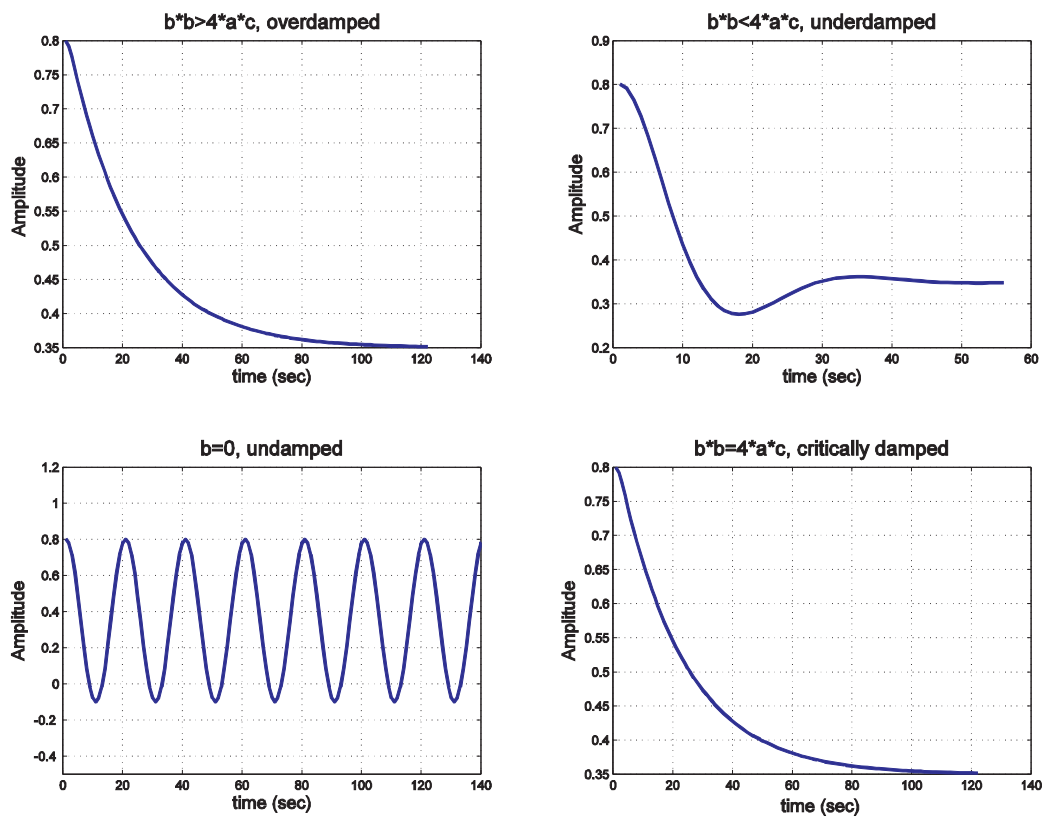 b*b>4*a*c, overdamped
0.8
0.75
0.7
0.65
0.6
0.55
0.5
0.45
0.4
0.35
Amplitude
0 20 40 60 80 100 120 140
time (sec)
b*b<4*a*c, underdamped
0.9
0.8
0.7
0.6
0.5
0.4
0.3
0.2
Amplitude
0 10 20 30 40 50 60
time (sec)
b=0, undamped
1.2
1
0.8
0.6
0.4
0.2
0
-0.2
-0.4
Amplitude
0 20 40 60 80 100 120 140
time (sec)
b*b=4*a*c, critically damped
0.8
0.75
0.7
0.65
0.6
0.55
0.5
0.45
0.4
0.35
Amplitude
0 20 40 60 80 100 120 140
time (sec)